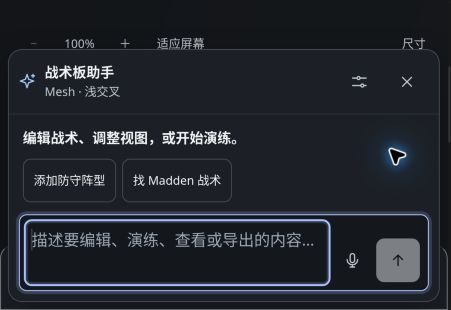 − 100% + 适应屏幕 尺寸
战术板助手
Mesh · 浅交叉
编辑战术、调整视图，或开始演练。
添加防守阵型 找 Madden 战术
描述要编辑、演练、查看或导出的内容...